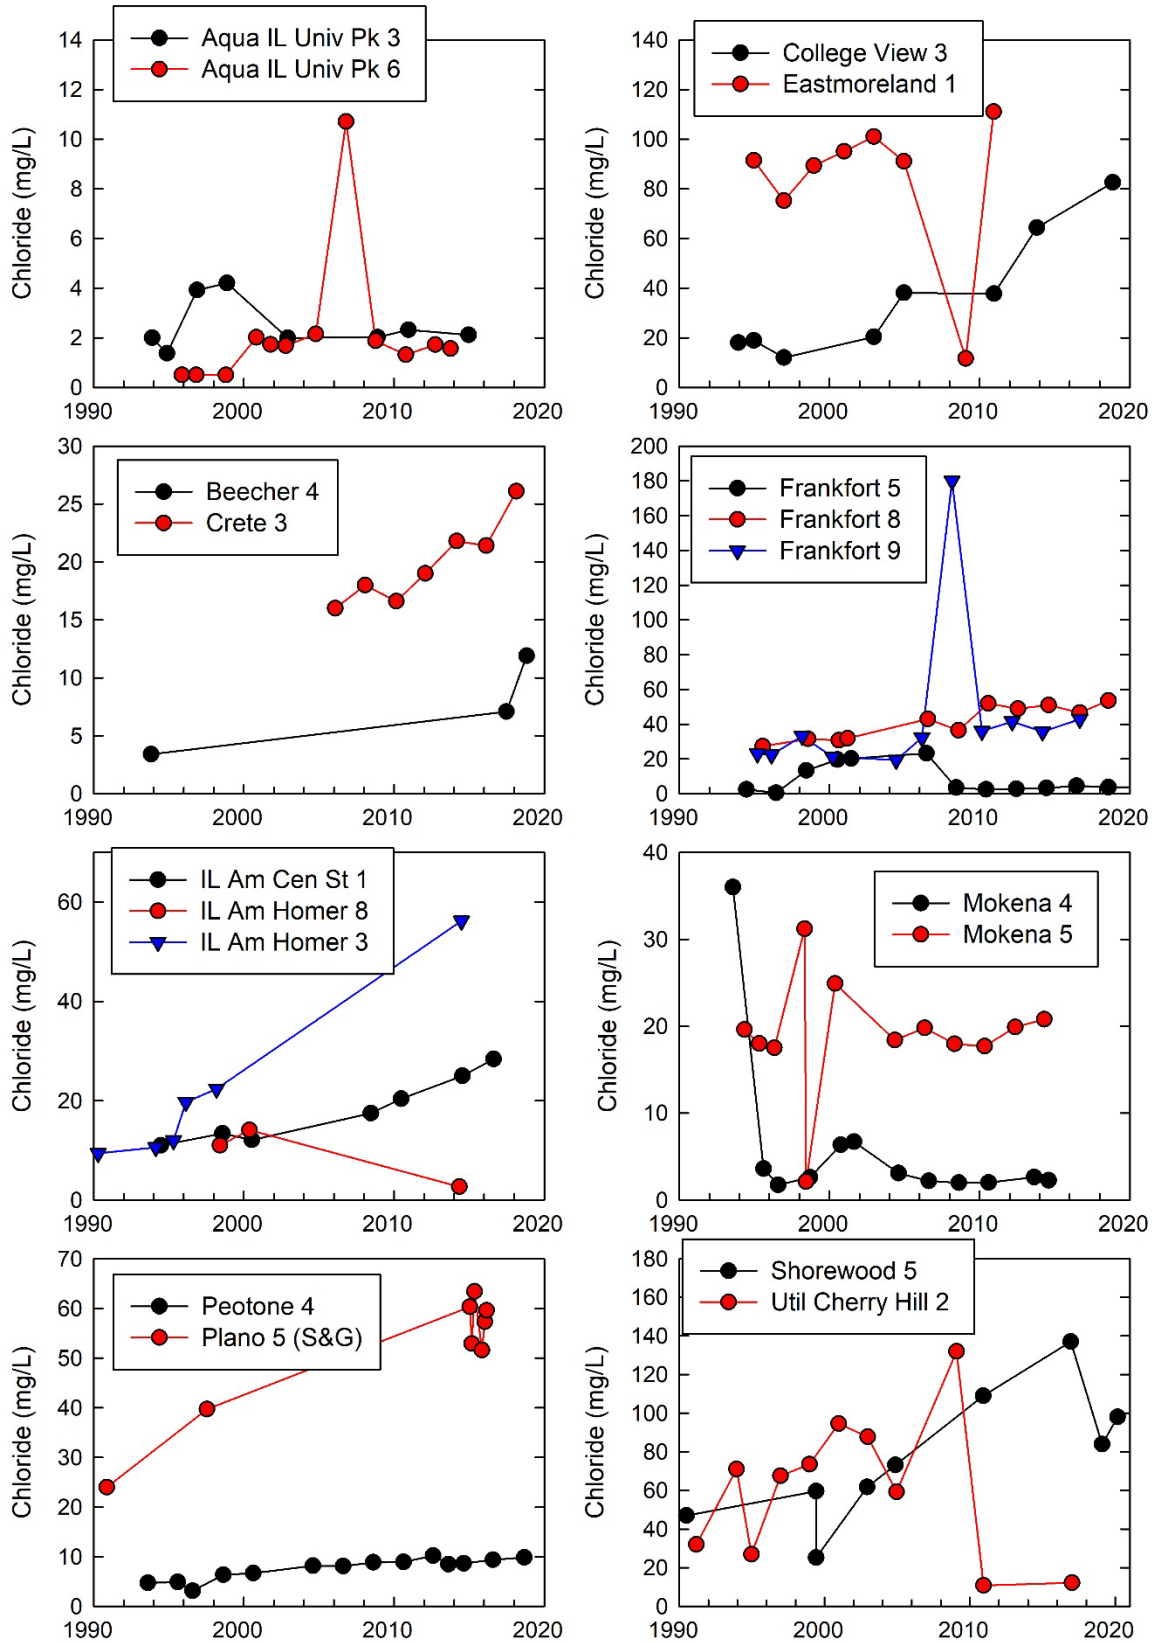 Aqua IL Univ Pk 3
Aqua IL Univ Pk 6
Chloride (mg/L)
14
12
10
8
6
4
2
0
1990 2000 2010 2020
College View 3
Eastmoreland 1
Chloride (mg/L)
140
120
100
80
60
40
20
0
1990 2000 2010 2020
Beecher 4
Crete 3
Chloride (mg/L)
30
25
20
15
10
5
0
1990 2000 2010 2020
Frankfort 5
Frankfort 8
Frankfort 9
Chloride (mg/L)
200
180
160
140
120
100
80
60
40
20
0
1990 2000 2010 2020
IL Am Cen St 1
IL Am Homer 8
IL Am Homer 3
Chloride (mg/L)
60
40
20
0
1990 2000 2010 2020
Mokena 4
Mokena 5
Chloride (mg/L)
40
30
20
10
0
1990 2000 2010 2020
Peotone 4
Plano 5 (S&G)
Chloride (mg/L)
70
60
50
40
30
20
10
0
1990 2000 2010 2020
Shorewood 5
Util Cherry Hill 2
Chloride (mg/L)
180
160
140
120
100
80
60
40
20
0
1990 2000 2010 2020